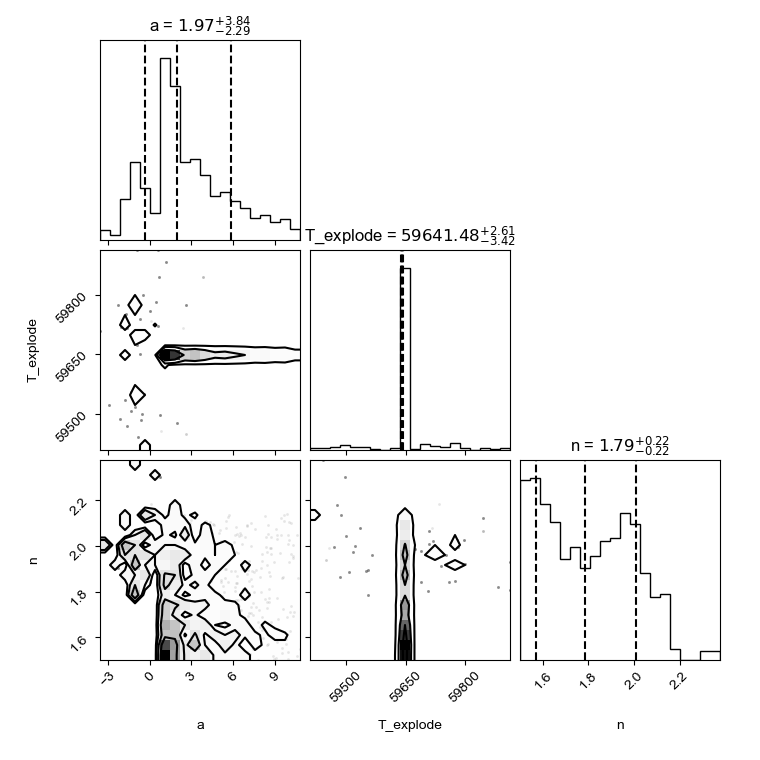 a = 1.97+3.84−2.29
T_explode = 59641.48+2.61−3.42
59800
59650
59500
T_explode
n = 1.79+0.22−0.22
2.2
2.0
1.8
1.6
n
−3 0 3 6 9
59500 59650 59800
1.6 1.8 2.0 2.2
a
T_explode
n